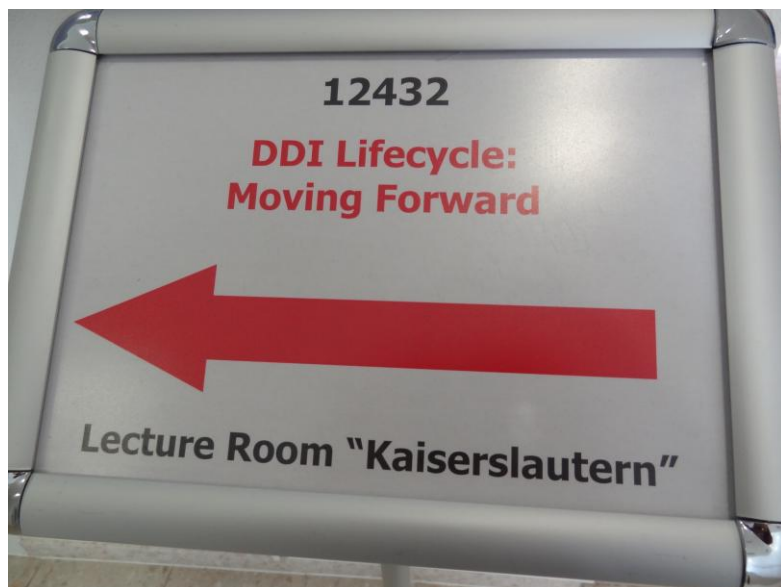 12432
DDI Lifecycle:
Moving Forward
Lecture Room “Kaiserslautern”